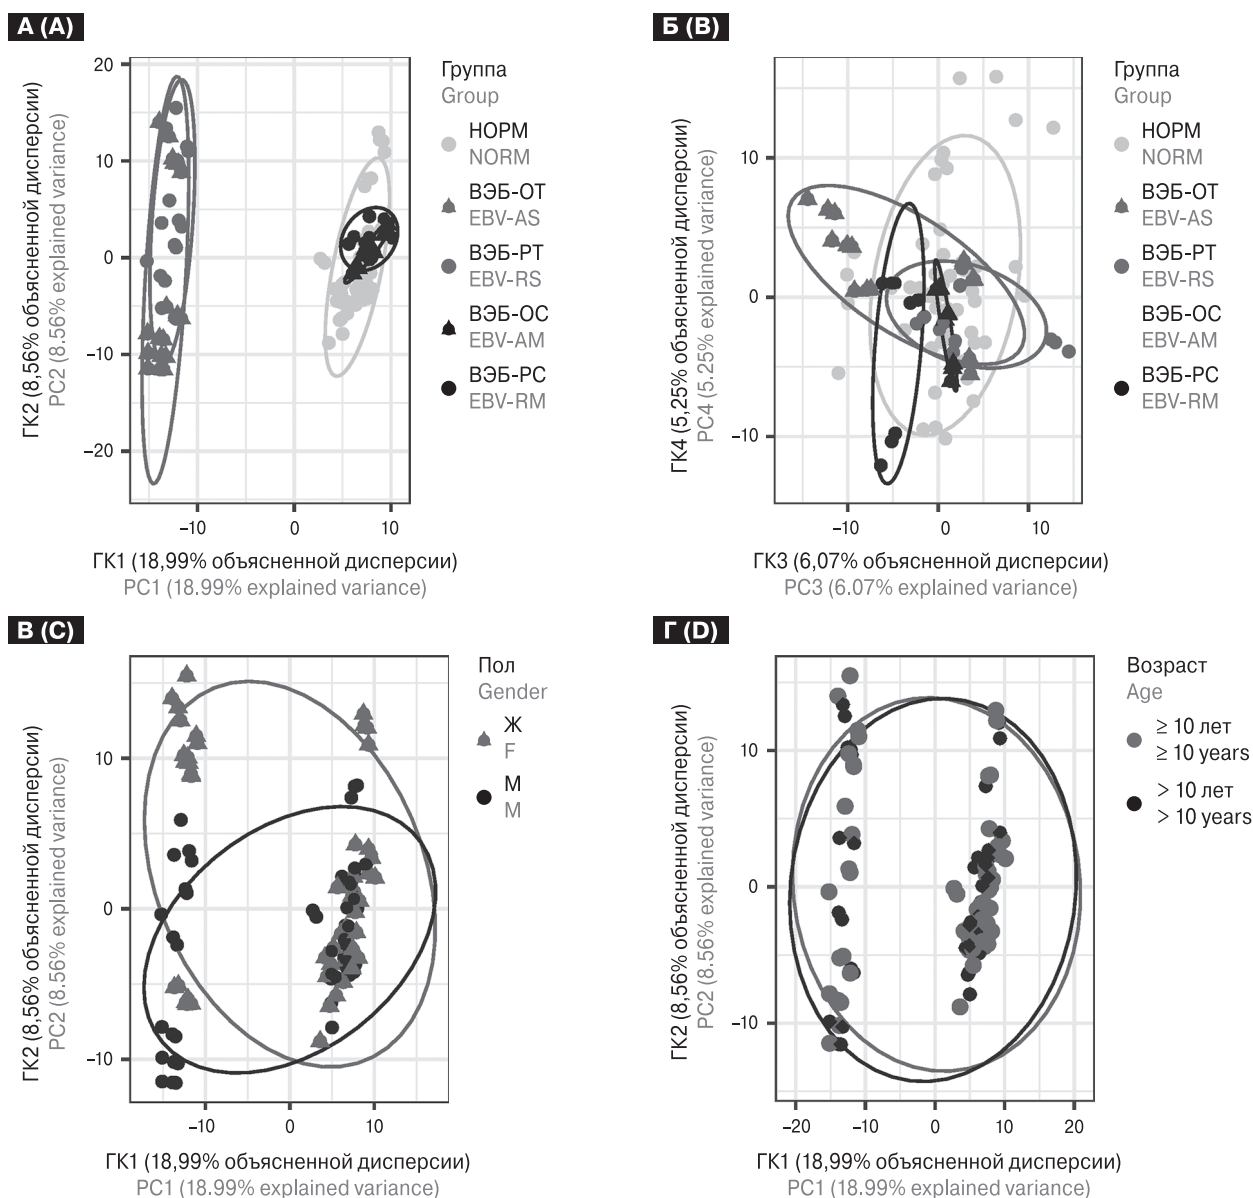 А (A)
20
10
0
−10
−20
−10
0
10
ГК2 (8,56% объясненной дисперсии)
PC2 (8.56% explained variance)
ГК1 (18,99% объясненной дисперсии)
PC1 (18.99% explained variance)
Группа
Group
НОРМ
NORM
ВЭБ-ОТ
EBV-AS
ВЭБ-РТ
EBV-RS
ВЭБ-ОС
EBV-AM
ВЭБ-РС
EBV-RM
Б (B)
10
0
−10
−10
0
10
ГК4 (5,25% объясненной дисперсии)
PC4 (5.25% explained variance)
ГК3 (6,07% объясненной дисперсии)
PC3 (6.07% explained variance)
Группа
Group
НОРМ
NORM
ВЭБ-ОТ
EBV-AS
ВЭБ-РТ
EBV-RS
ВЭБ-ОС
EBV-AM
ВЭБ-РС
EBV-RM
В (C)
10
0
−10
−10
0
10
ГК2 (8,56% объясненной дисперсии)
PC2 (8.56% explained variance)
ГК1 (18,99% объясненной дисперсии)
PC1 (18.99% explained variance)
Пол
Gender
Ж
F
М
M
Г (D)
10
0
−10
−20
−10
0
10
20
ГК2 (8,56% объясненной дисперсии)
PC2 (8.56% explained variance)
ГК1 (18,99% объясненной дисперсии)
PC1 (18.99% explained variance)
Возраст
Age
≥ 10 лет
≥ 10 years
> 10 лет
> 10 years